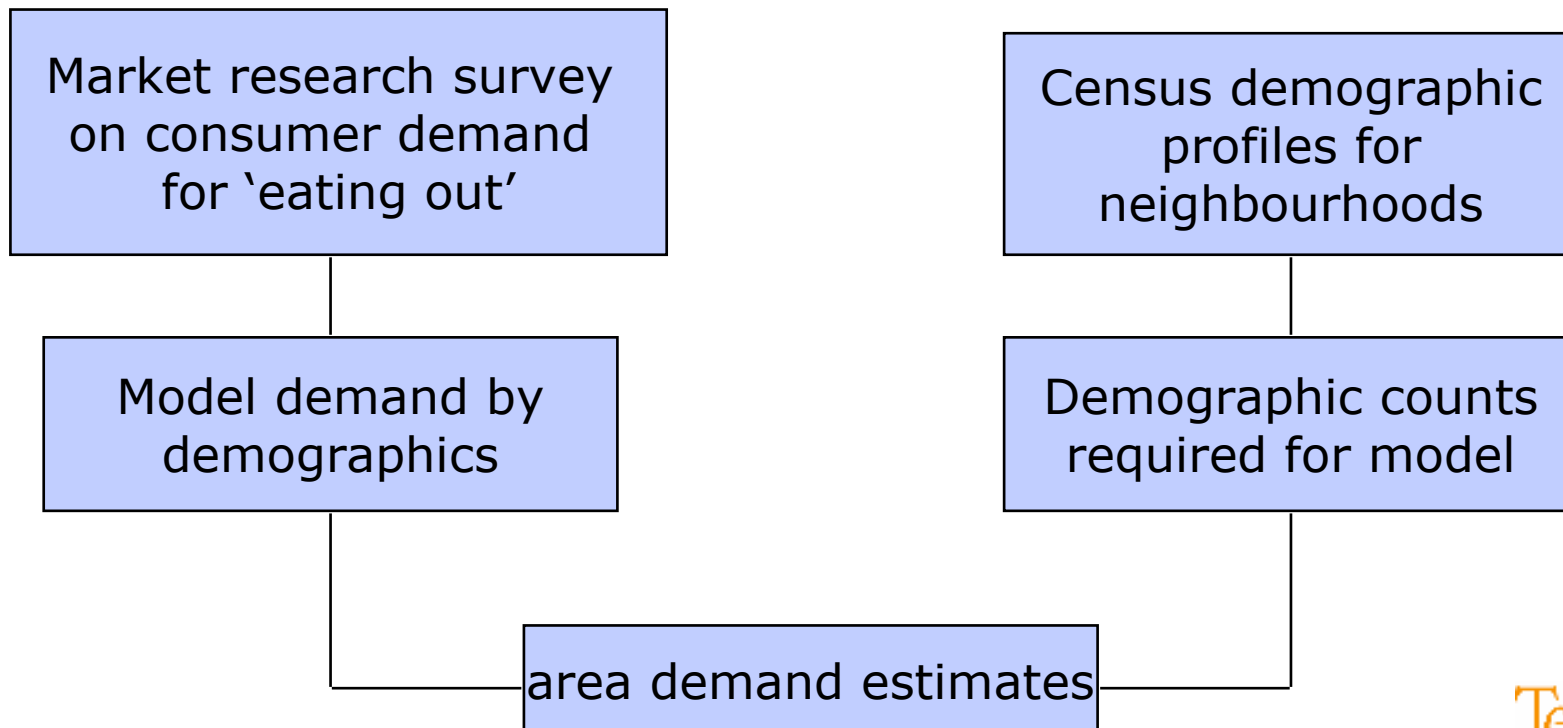 Market research survey
on consumer demand
for ‘eating out’
Census demographic
profiles for
neighbourhoods
Model demand by
demographics
Demographic counts
required for model
area demand estimates